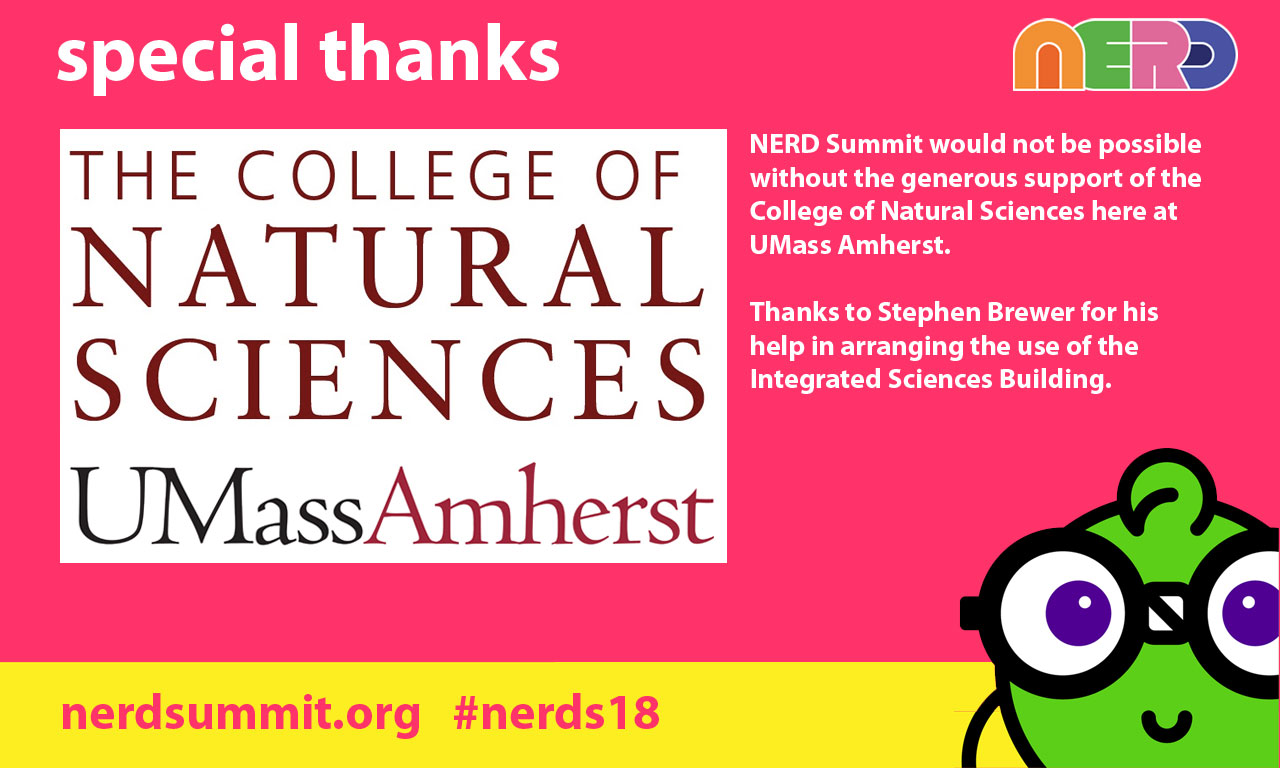 special thanks
NERD
THE COLLEGE OF
NATURAL
SCIENCES
UMassAmherst
NERD Summit would not be possible
without the generous support of the
College of Natural Sciences here at
UMass Amherst.
Thanks to Stephen Brewer for his
help in arranging the use of the
Integrated Sciences Building.
nerdsummit.org #nerds18